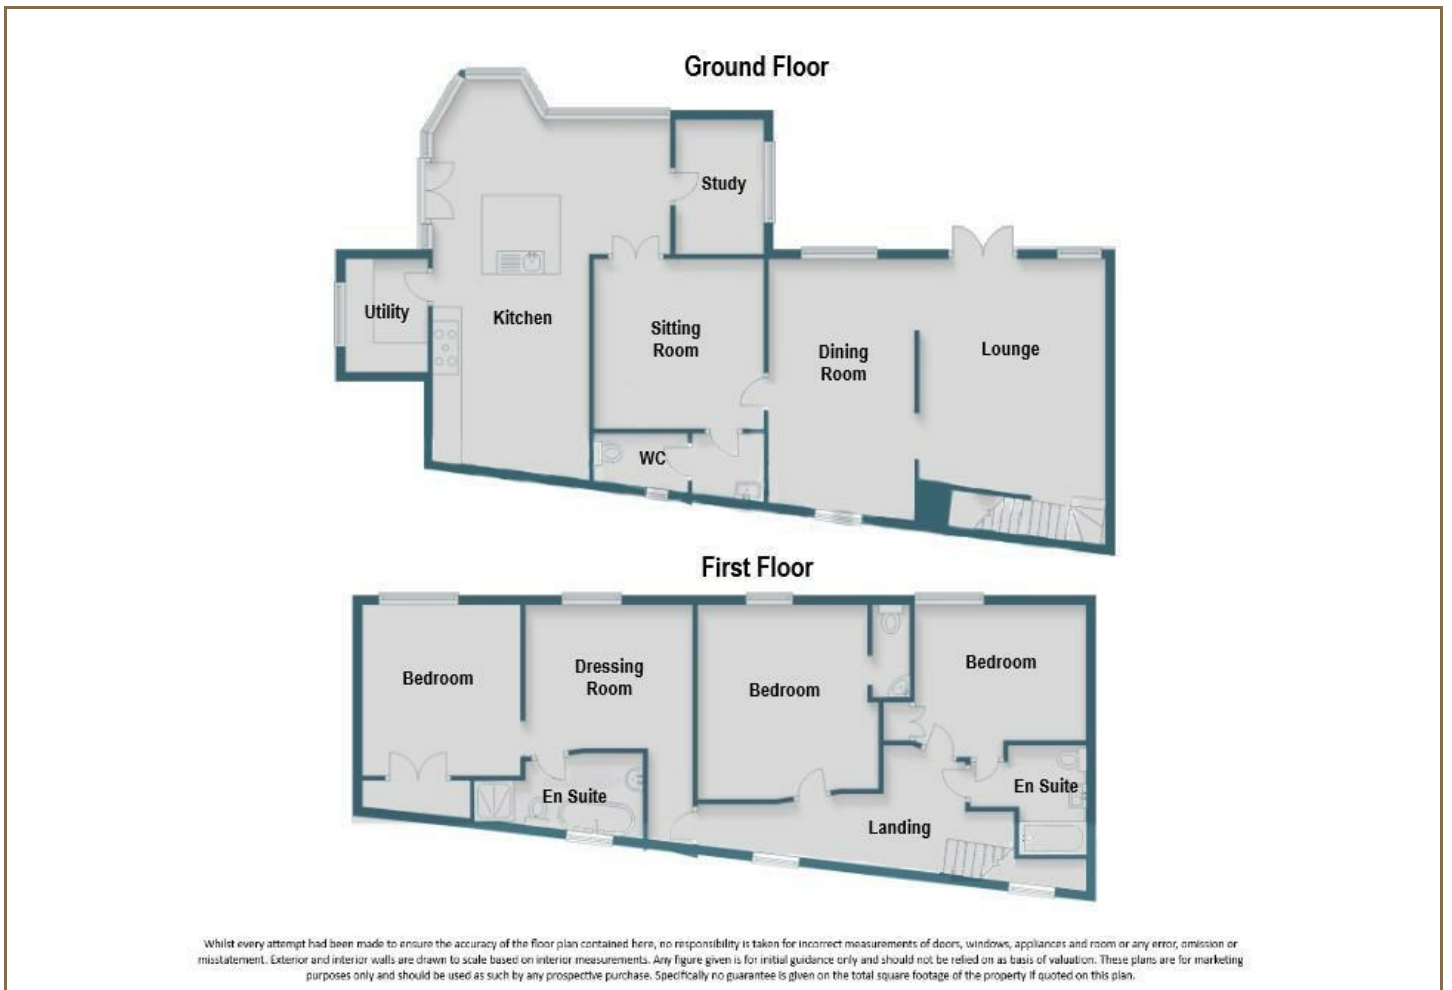 Ground Floor
Study
Utility
Kitchen
Sitting
Room
Dining
Room
Lounge
WC
First Floor
Bedroom
Dressing
Room
Bedroom
Bedroom
En Suite
En Suite
Landing
Whilst every attempt had been made to ensure the accuracy of the floor plan contained here, no responsibility is taken for incorrect measurements of doors, windows, appliances and room or any error, omission or
misstatement. Exterior and interior walls are drawn to scale based on interior measurements. Any figure given is for initial guidance only and should not be relied on as basis of valuation. These plans are for marketing
purposes only and should be used as such by any prospective purchase. Specifically no guarantee is given on the total square footage of the property if quoted on this plan.